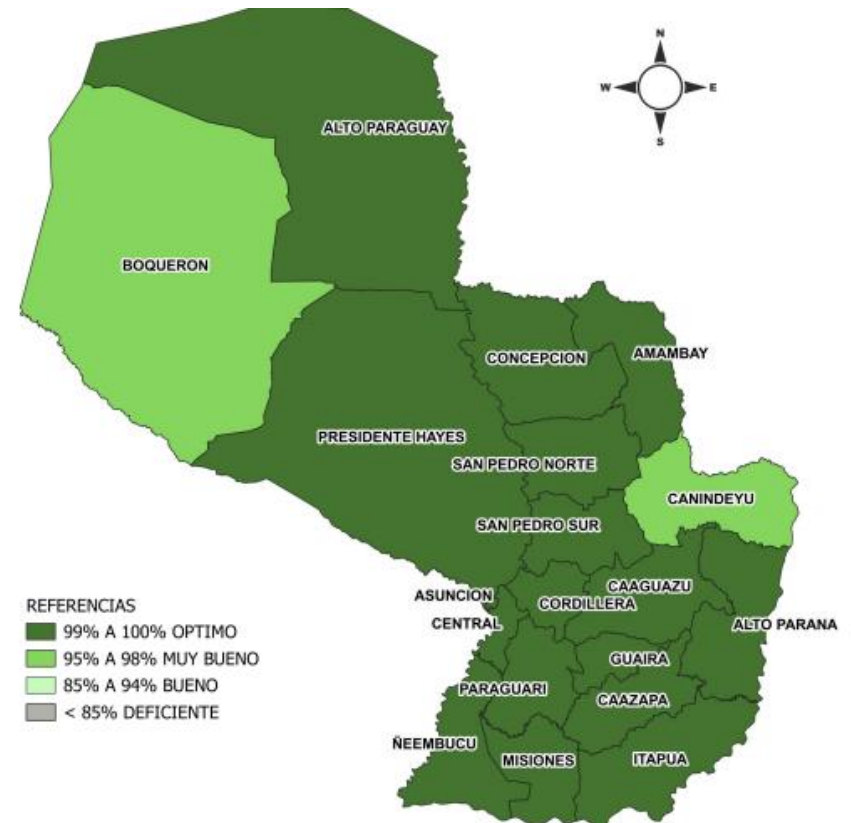 N
W E
S
ALTO PARAGUAY
BOQUERON
CONCEPCION
AMAMBAY
PRESIDENTE HAYES
SAN PEDRO NORTE
CANINDEYU
SAN PEDRO SUR
ASUNCION
CAAGUAZU
CORDILLERA
CENTRAL
ALTO PARANA
GUAIRA
PARAGUARI
CAAZAPA
ÑEEMBUCU
MISIONES
ITAPUA
REFERENCIAS
99% A 100% OPTIMO
95% A 98% MUY BUENO
85% A 94% BUENO
< 85% DEFICIENTE